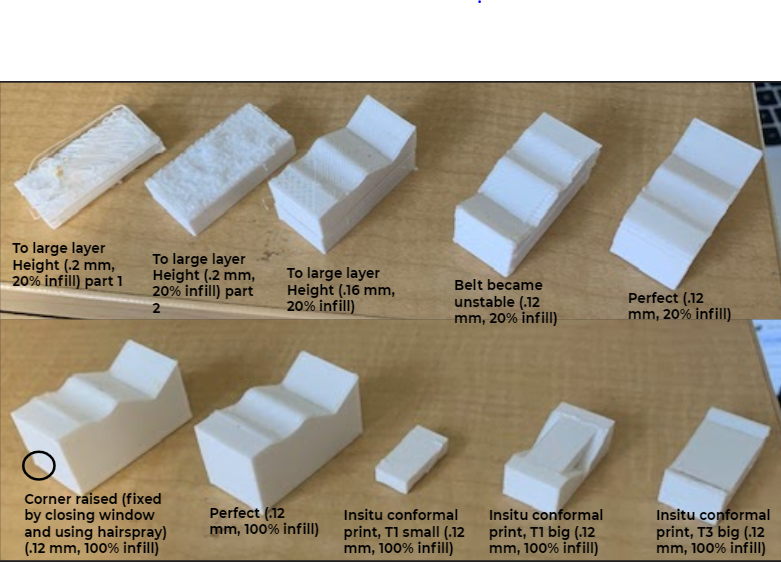 To large layer
Height (.2 mm,
20% infill) part 1
To large layer
Height (.2 mm,
20% infill) part
2
To large layer
Height (.16 mm,
20% infill)
Belt became
unstable (.12
mm, 20% infill)
Perfect (.12
mm, 20% infill)
Corner raised (fixed
by closing window
and using hairspray)
(.12 mm, 100% infill)
Perfect (.12
mm, 100% infill)
Insitu conformal
print, T1 small (.12
mm, 100% infill)
Insitu conformal
print, T1 big (.12
mm, 100% infill)
Insitu conformal
print, T3 big (.12
mm, 100% infill)